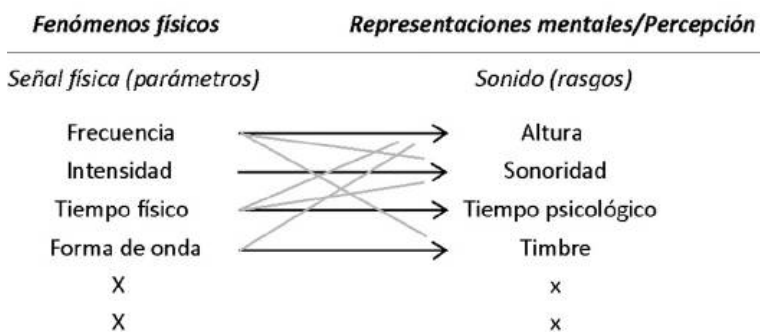 Fenómenos físicos Representaciones mentales/Percepción
Señal física (parámetros) Sonido (rasgos)
Frecuencia Altura
Intensidad Sonoridad
Tiempo físico Tiempo psicológico
Forma de onda Timbre
X x
X x